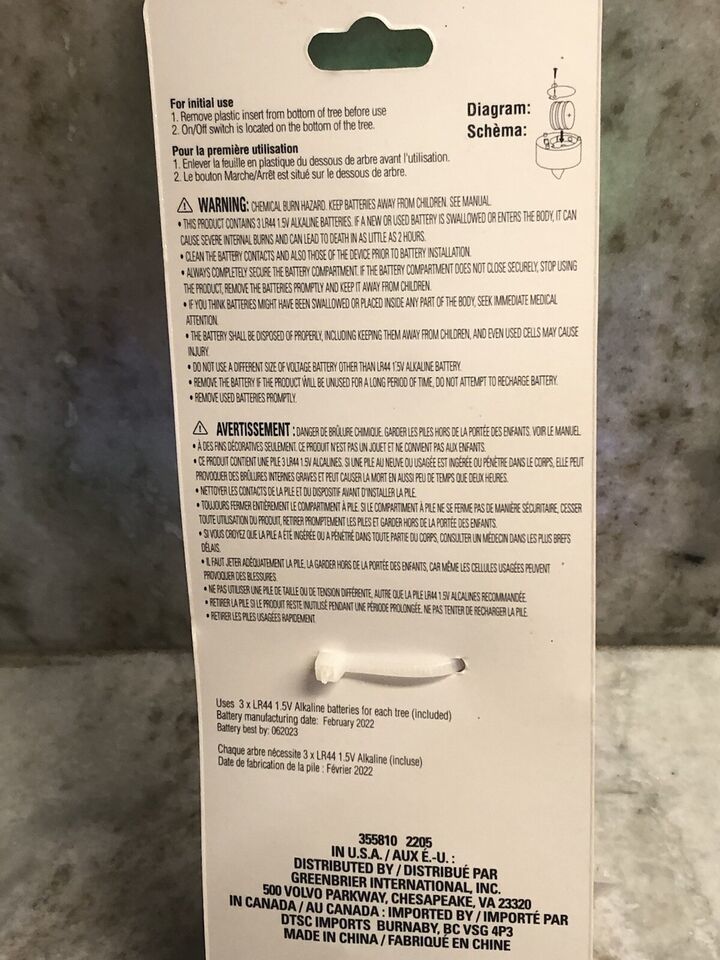 For initial use
1. Remove plastic insert from bottom of tree before use
2. On/Off switch is located on the bottom of the tree.
Diagram:
Schèma:
Pour la première utilisation
1. Enlever la feuille en plastique du dessous de arbre avant l'utilisation.
2. Le bouton Marche/Arrêt est situé sur le dessous de arbre.
⚠ WARNING: CHEMICAL BURN HAZARD. KEEP BATTERIES AWAY FROM CHILDREN. SEE MANUAL.
• THIS PRODUCT CONTAINS 3 LR44 1.5V ALKALINE BATTERIES. IF A NEW OR USED BATTERY IS SWALLOWED OR ENTERS THE BODY, IT CAN
CAUSE SEVERE INTERNAL BURNS AND CAN LEAD TO DEATH IN AS LITTLE AS 2 HOURS.
• CLEAN THE BATTERY CONTACTS AND ALSO THOSE OF THE DEVICE PRIOR TO BATTERY INSTALLATION.
• ALWAYS COMPLETELY SECURE THE BATTERY COMPARTMENT. IF THE BATTERY COMPARTMENT DOES NOT CLOSE SECURELY, STOP USING
THE PRODUCT, REMOVE THE BATTERIES PROMPTLY AND KEEP IT AWAY FROM CHILDREN.
• IF YOU THINK BATTERIES MIGHT HAVE BEEN SWALLOWED OR PLACED INSIDE ANY PART OF THE BODY, SEEK IMMEDIATE MEDICAL
ATTENTION.
• THE BATTERY SHALL BE DISPOSED OF PROPERLY, INCLUDING KEEPING THEM AWAY FROM CHILDREN, AND EVEN USED CELLS MAY CAUSE
INJURY.
• DO NOT USE A DIFFERENT SIZE OF VOLTAGE BATTERY OTHER THAN LR44 1.5V ALKALINE BATTERY.
• REMOVE THE BATTERY IF THE PRODUCT WILL BE UNUSED FOR A LONG PERIOD OF TIME, DO NOT ATTEMPT TO RECHARGE BATTERY.
• REMOVE USED BATTERIES PROMPTLY.
⚠ AVERTISSEMENT : DANGER DE BRÛLURE CHIMIQUE. GARDER LES PILES HORS DE LA PORTÉE DES ENFANTS. VOIR LE MANUEL.
• À DES FINS DÉCORATIVES SEULEMENT. CE PRODUIT N'EST PAS UN JOUET ET NE CONVIENT PAS AUX ENFANTS.
• CE PRODUIT CONTIENT UNE PILE 3 LR44 1.5V ALCALINES. SI UNE PILE AU NEUVE OU USAGÉE EST INGÉRÉE OU PÉNÈTRE DANS LE CORPS, ELLE PEUT
PROVOQUER DES BRÛLURES INTERNES GRAVES ET PEUT CAUSER LA MORT EN AUSSI PEU DE TEMPS QUE DEUX HEURES.
• NETTOYER LES CONTACTS DE LA PILE ET DU DISPOSITIF AVANT D'INSTALLER LA PILE.
• TOUJOURS FERMER ENTIÈREMENT LE COMPARTIMENT À PILE. SI LE COMPARTIMENT À PILE NE SE FERME PAS DE MANIÈRE SÉCURITAIRE, CESSER
TOUTE UTILISATION DU PRODUIT, RETIRER PROMPTEMENT LES PILES ET GARDER HORS DE LA PORTÉE DES ENFANTS.
• SI VOUS CROYEZ QUE LA PILE A ÉTÉ INGÉRÉE OU A PÉNÉTRÉ DANS TOUTE PARTIE DU CORPS, CONSULTER UN MÉDECIN DANS LES PLUS BREFS
DÉLAIS.
• IL FAUT JETER ADÉQUATEMENT LA PILE, LA GARDER HORS DE LA PORTÉE DES ENFANTS, CAR MÊME LES CELLULES USAGÉES PEUVENT
PROVOQUER DES BLESSURES.
• NE PAS UTILISER UNE PILE DE TAILLE OU DE TENSION DIFFÉRENTE, AUTRE QUE LA PILE LR44 1.5V ALCALINES RECOMMANDÉE.
• RETIRER LA PILE SI LE PRODUIT RESTE INUTILISÉ PENDANT UNE PÉRIODE PROLONGÉE. NE PAS TENTER DE RECHARGER LA PILE.
• RETIRER LES PILES USAGÉES RAPIDEMENT.
Uses 3 x LR44 1.5V Alkaline batteries for each tree (included)
Battery manufacturing date: February 2022
Battery best by: 062023
Chaque arbre nécessite 3 x LR44 1.5V Alkaline (incluse)
Date de fabrication de la pile : Février 2022
355810 2205
IN U.S.A. / AUX É.-U. :
DISTRIBUTED BY / DISTRIBUÉ PAR
GREENBRIER INTERNATIONAL, INC.
500 VOLVO PARKWAY, CHESAPEAKE, VA 23320
IN CANADA / AU CANADA : IMPORTED BY / IMPORTÉ PAR
DTSC IMPORTS BURNABY, BC V5G 4P3
MADE IN CHINA / FABRIQUÉ EN CHINE